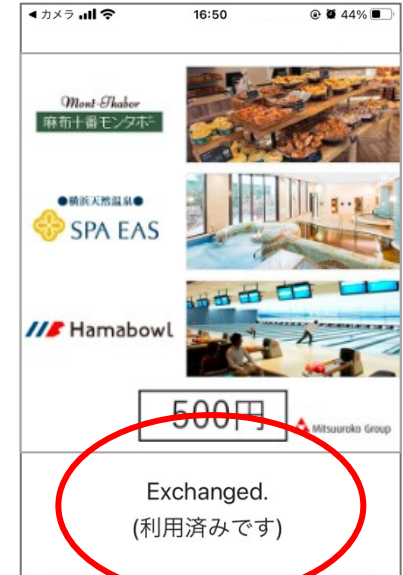 ◀ カメラ 16:50 44%
Mont-Thabor
麻布十番モンタボー
●横浜天然温泉●
SPA EAS
Hamabowl
500円
Mitsuuroko Group
Exchanged.
(利用済みです)